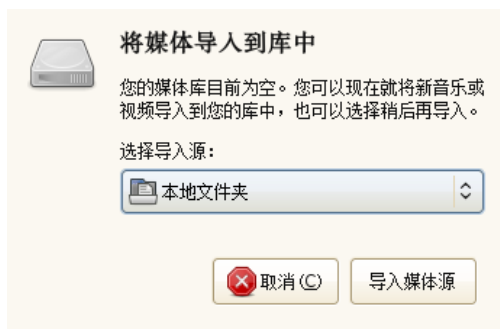 将媒体导入到库中
您的媒体库目前为空。您可以现在就将新音乐或
视频导入到您的库中，也可以选择稍后再导入。
选择导入源：
本地文件夹
取消(C)
导入媒体源